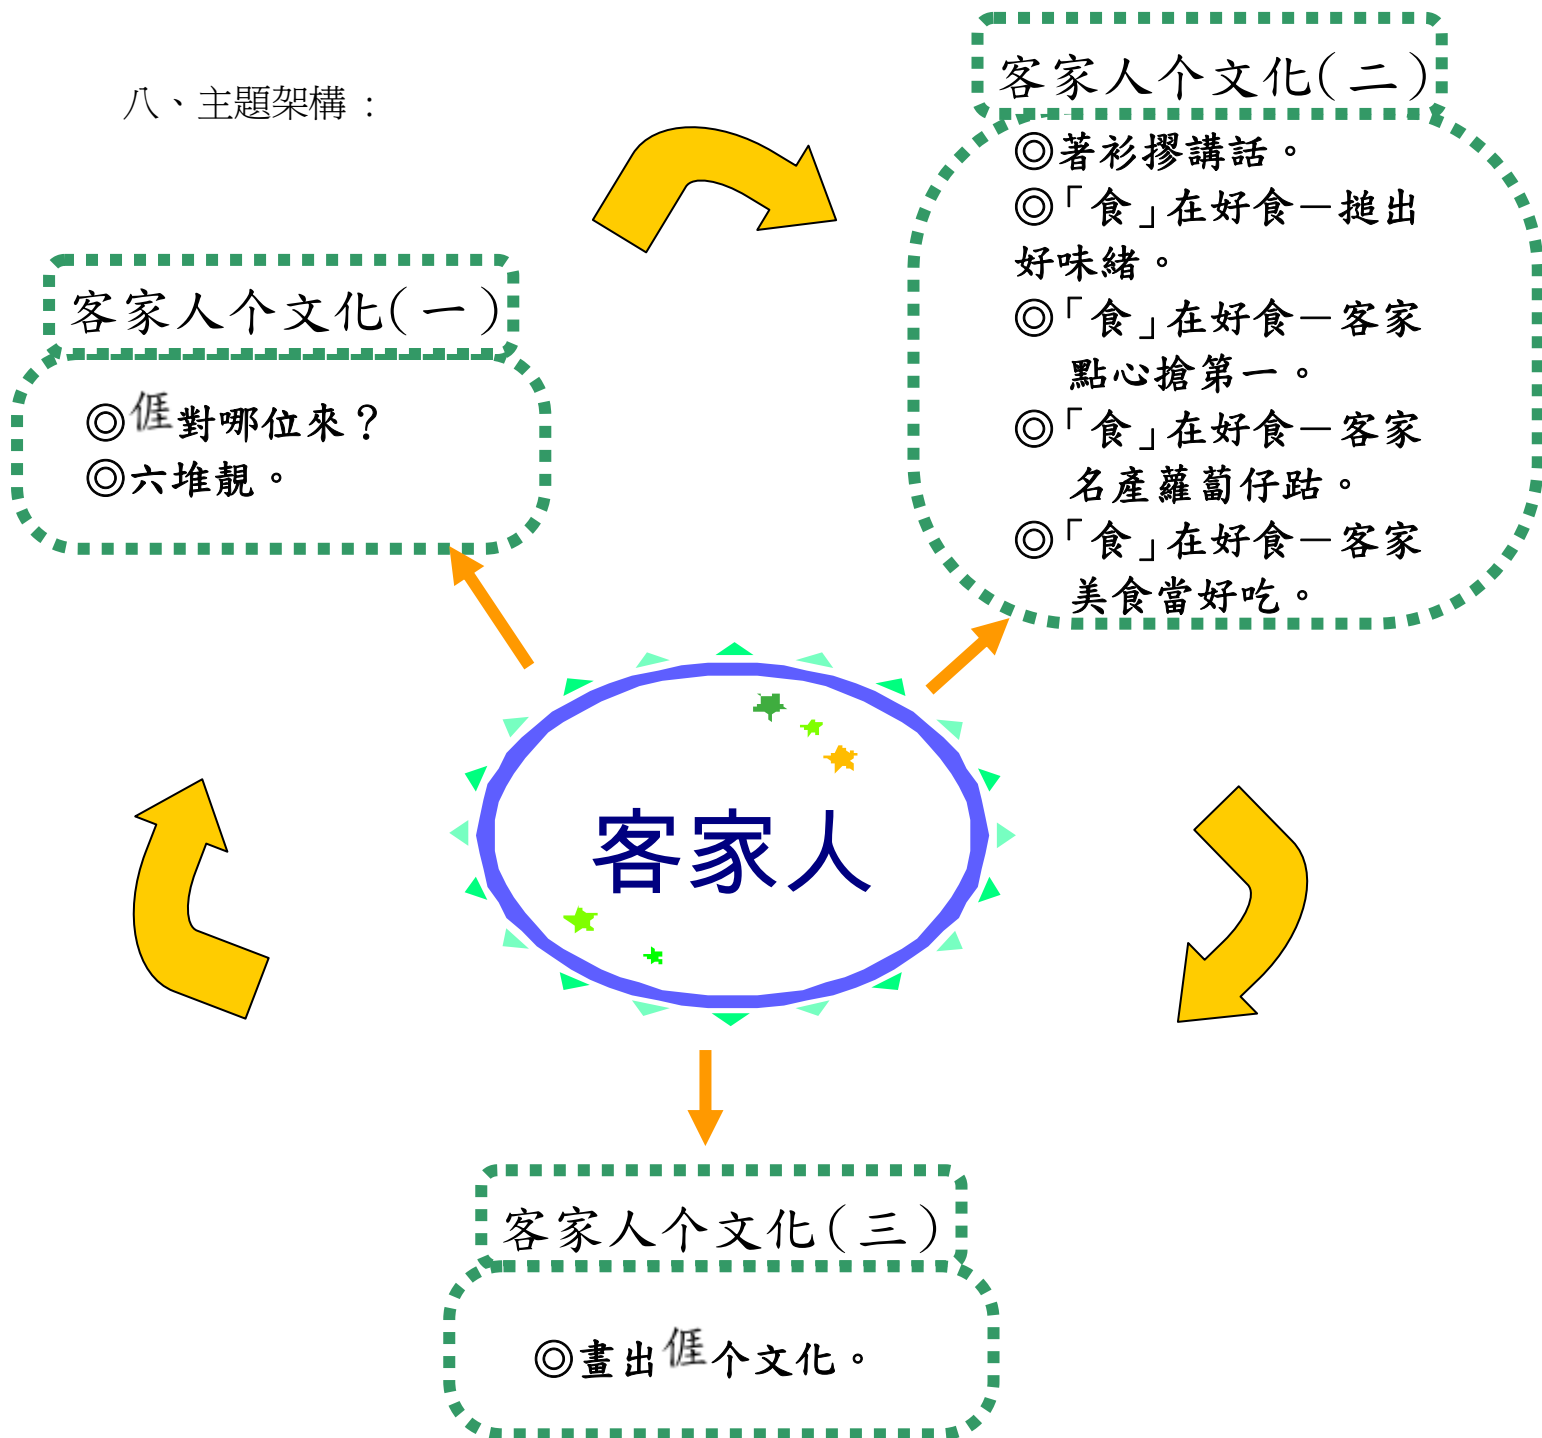 八、主題架構：
客家人个文化(一)
◎𠊎對哪位來？
◎六堆靚。
客家人个文化(二)
◎著衫摎講話。
◎「食」在好食－搥出
好味緒。
◎「食」在好食－客家
點心搶第一。
◎「食」在好食－客家
名產蘿蔔仔跍。
◎「食」在好食－客家
美食當好吃。
客家人
客家人个文化(三)
◎畫出𠊎个文化。